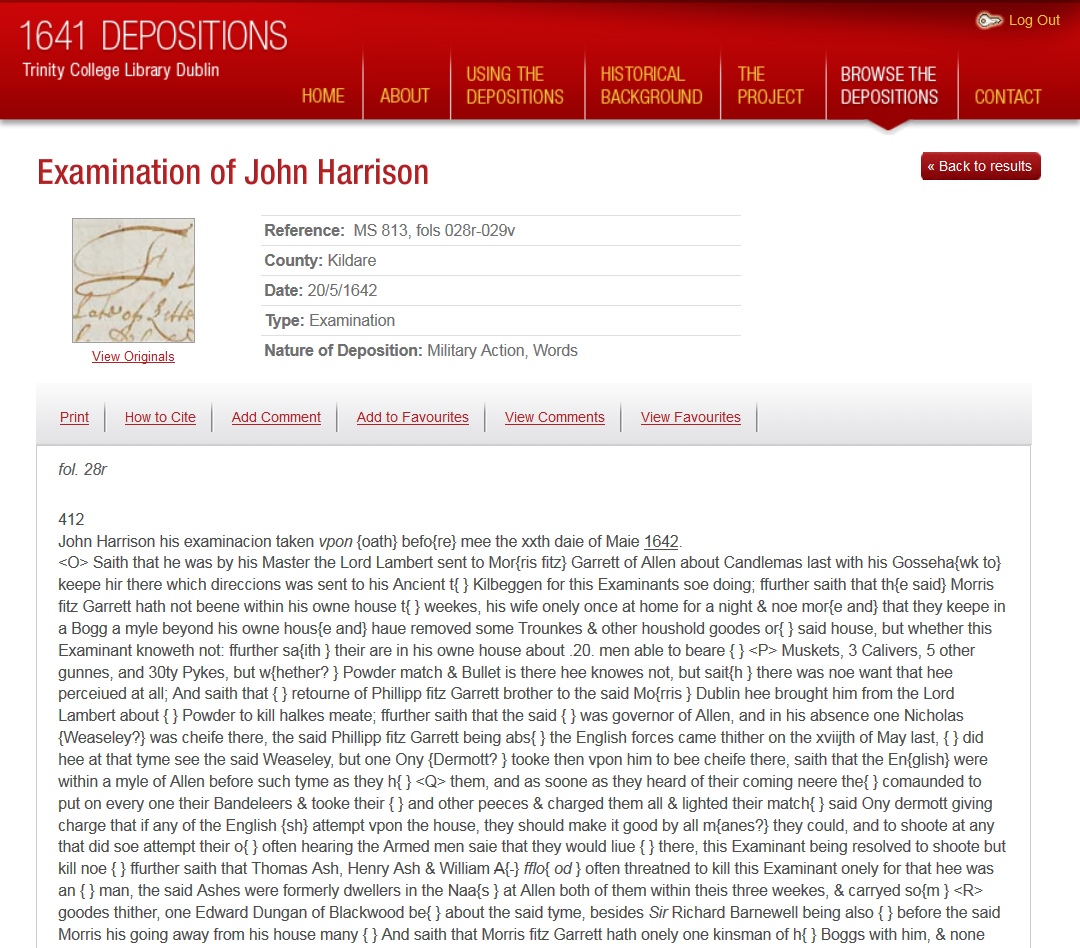 1641 DEPOSITIONS
Trinity College Library Dublin
Log Out
HOME
ABOUT
USING THE
DEPOSITIONS
HISTORICAL
BACKGROUND
THE
PROJECT
BROWSE THE
DEPOSITIONS
CONTACT
Examination of John Harrison
« Back to results
View Originals
Reference: MS 813, fols 028r-029v
County: Kildare
Date: 20/5/1642
Type: Examination
Nature of Deposition: Military Action, Words
Print
How to Cite
Add Comment
Add to Favourites
View Comments
View Favourites
fol. 28r
412
John Harrison his examinacion taken vpon {oath} befo{re} mee the xxth daie of Maie 1642.
<O> Saith that he was by his Master the Lord Lambert sent to Mor{ris fitz} Garrett of Allen about Candlemas last with his Gosseha{wk to}
keepe hir there which direccions was sent to his Ancient t{ } Kilbeggen for this Examinants soe doing; ffurther saith that th{e said} Morris
fitz Garrett hath not beene within his owne house t{ } weekes, his wife onely once at home for a night & noe mor{e and} that they keepe in
a Bogg a myle beyond his owne hous{e and} haue removed some Trounkes & other houshold goodes or{ } said house, but whether this
Examinant knoweth not: ffurther sa{ith } their are in his owne house about .20. men able to beare { } <P> Muskets, 3 Calivers, 5 other
gunnes, and 30ty Pykes, but w{hether? } Powder match & Bullet is there hee knowes not, but sait{h } there was noe want that hee
perceiued at all; And saith that { } retourne of Phillipp fitz Garrett brother to the said Mo{rris } Dublin hee brought him from the Lord
Lambert about { } Powder to kill halkes meate; ffurther saith that the said { } was governor of Allen, and in his absence one Nicholas
{Weaseley?} was cheife there, the said Phillipp fitz Garrett being abs{ } the English forces came thither on the xviijth of May last, { } did
hee at that tyme see the said Weaseley, but one Ony {Dermott? } tooke then vpon him to bee cheife there, saith that the En{glish} were
within a myle of Allen before such tyme as they h{ } <Q> them, and as soone as they heard of their coming neere the{ } comaunded to
put on every one their Bandeleers & tooke their { } and other peeces & charged them all & lighted their match{ } said Ony dermott giving
charge that if any of the English {sh} attempt vpon the house, they should make it good by all m{anes?} they could, and to shoote at any
that did soe attempt their o{ } often hearing the Armed men saie that they would liue { } there, this Examinant being resolved to shoote but
kill noe { } ffurther saith that Thomas Ash, Henry Ash & William A{-} fflo{ od } often threatned to kill this Examinant onely for that hee was
an { } man, the said Ashes were formerly dwellers in the Naa{s } at Allen both of them within theis three weekes, & carryed so{m } <R>
goodes thither, one Edward Dungan of Blackwood be{ } about the said tyme, besides Sir Richard Barnewell being also { } before the said
Morris his going away from his house many { } And saith that Morris fitz Garrett hath onely one kinsman of h{ } Boggs with him, & none